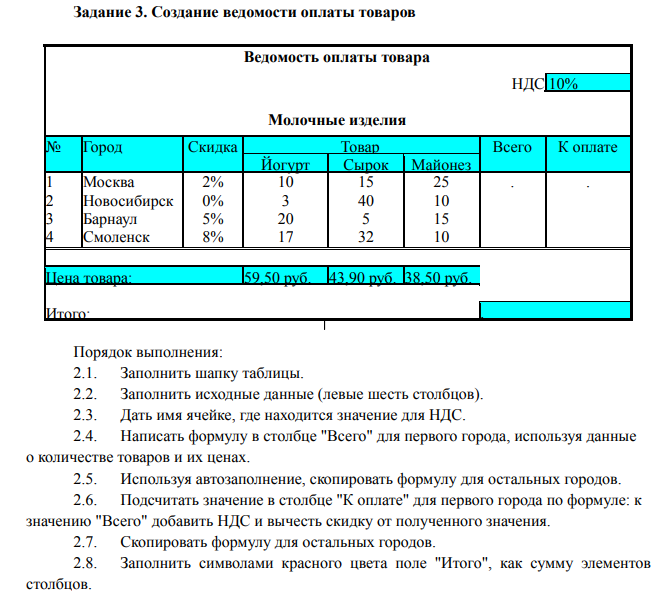 Задание 3. Создание ведомости оплаты товаров
Ведомость оплаты товара
НДС 10%
Молочные изделия
№ Город Скидка Товар Всего К оплате
Йогурт Сырок Майонез
1 Москва 2% 10 15 25 . .
2 Новосибирск 0% 3 40 10
3 Барнаул 5% 20 5 15
4 Смоленск 8% 17 32 10
Цена товара: 59,50 руб. 43,90 руб. 38,50 руб.
Итого:
Порядок выполнения:
2.1. Заполнить шапку таблицы.
2.2. Заполнить исходные данные (левые шесть столбцов).
2.3. Дать имя ячейке, где находится значение для НДС.
2.4. Написать формулу в столбце "Всего" для первого города, используя данные
о количестве товаров и их ценах.
2.5. Используя автозаполнение, скопировать формулу для остальных городов.
2.6. Подсчитать значение в столбце "К оплате" для первого города по формуле: к
значению "Всего" добавить НДС и вычесть скидку от полученного значения.
2.7. Скопировать формулу для остальных городов.
2.8. Заполнить символами красного цвета поле "Итого", как сумму элементов
столбцов.